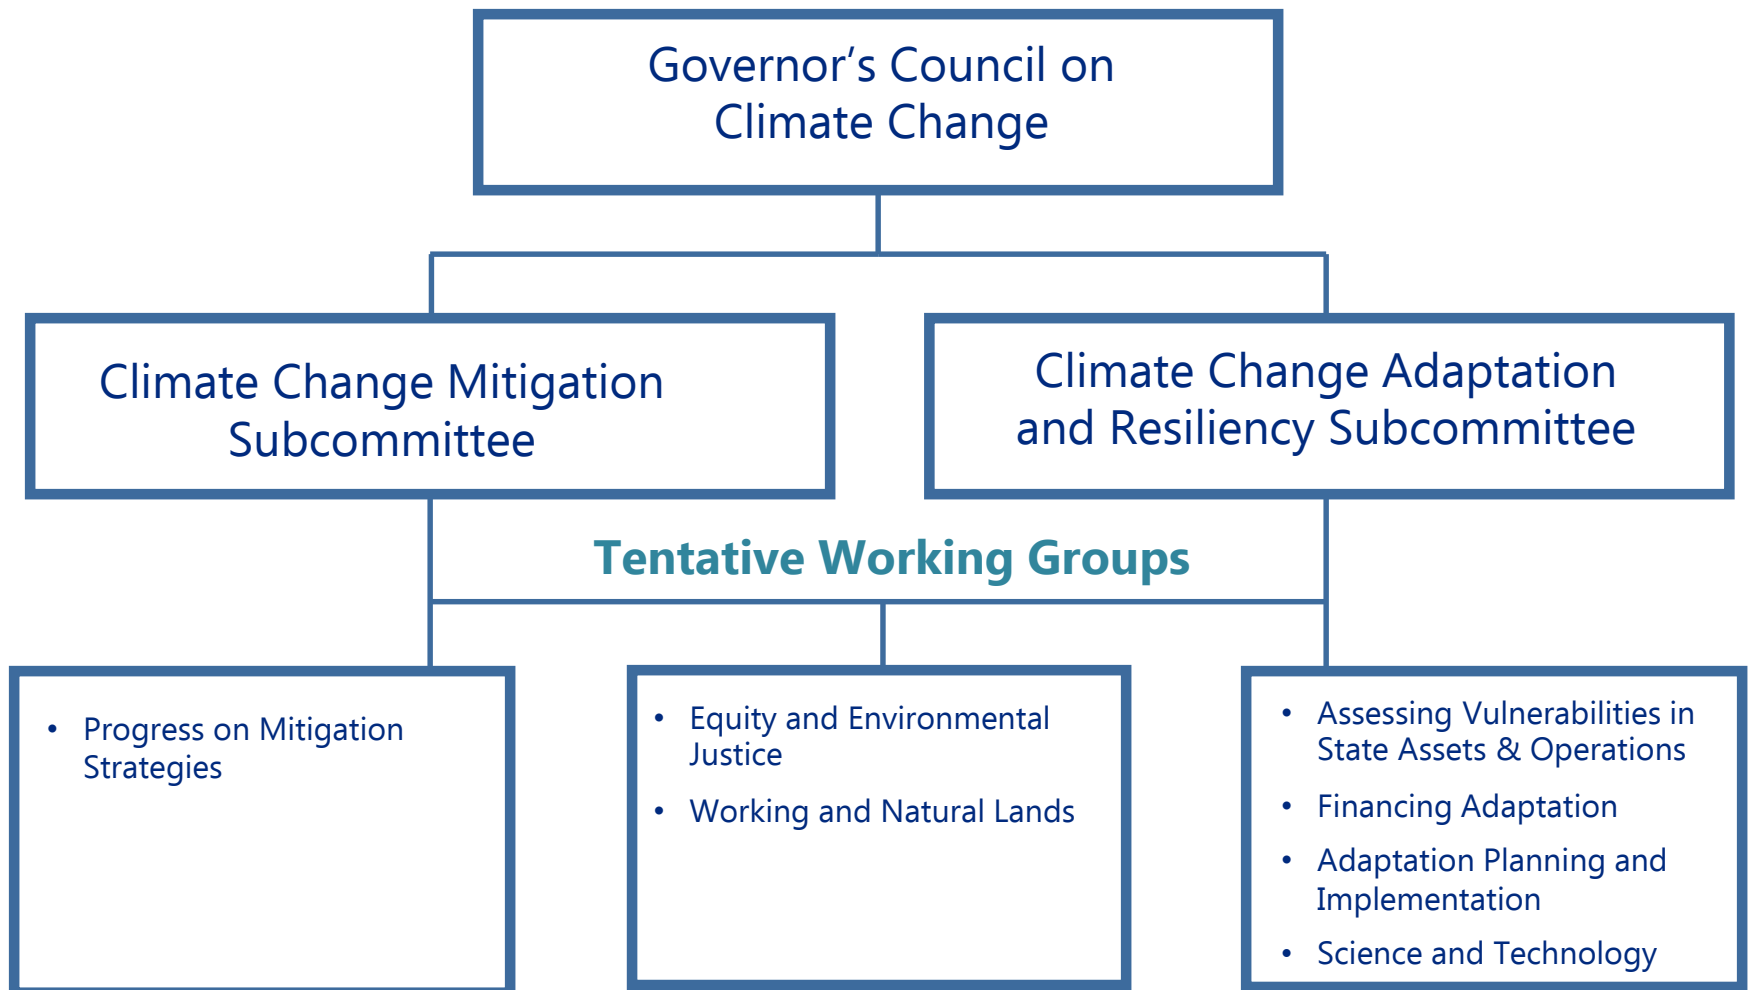 Governor’s Council on
Climate Change
Climate Change Mitigation
Subcommittee
Climate Change Adaptation
and Resiliency Subcommittee
Tentative Working Groups
• Progress on Mitigation
Strategies
• Equity and Environmental
Justice
• Working and Natural Lands
• Assessing Vulnerabilities in
State Assets & Operations
• Financing Adaptation
• Adaptation Planning and
Implementation
• Science and Technology